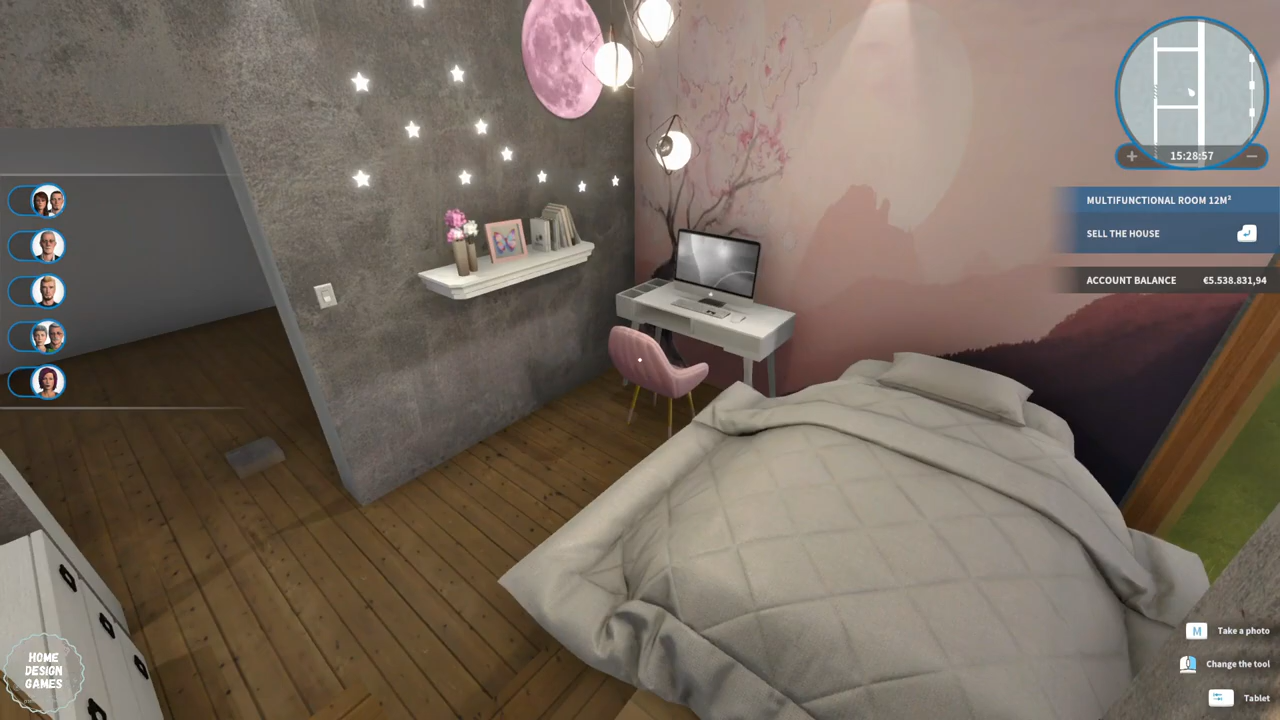 15:28:57
MULTIFUNCTIONAL ROOM 12M²
SELL THE HOUSE
ACCOUNT BALANCE €5.538.831,94
M Take a photo
Change the tool
Tablet
HOME
DESIGN
GAMES